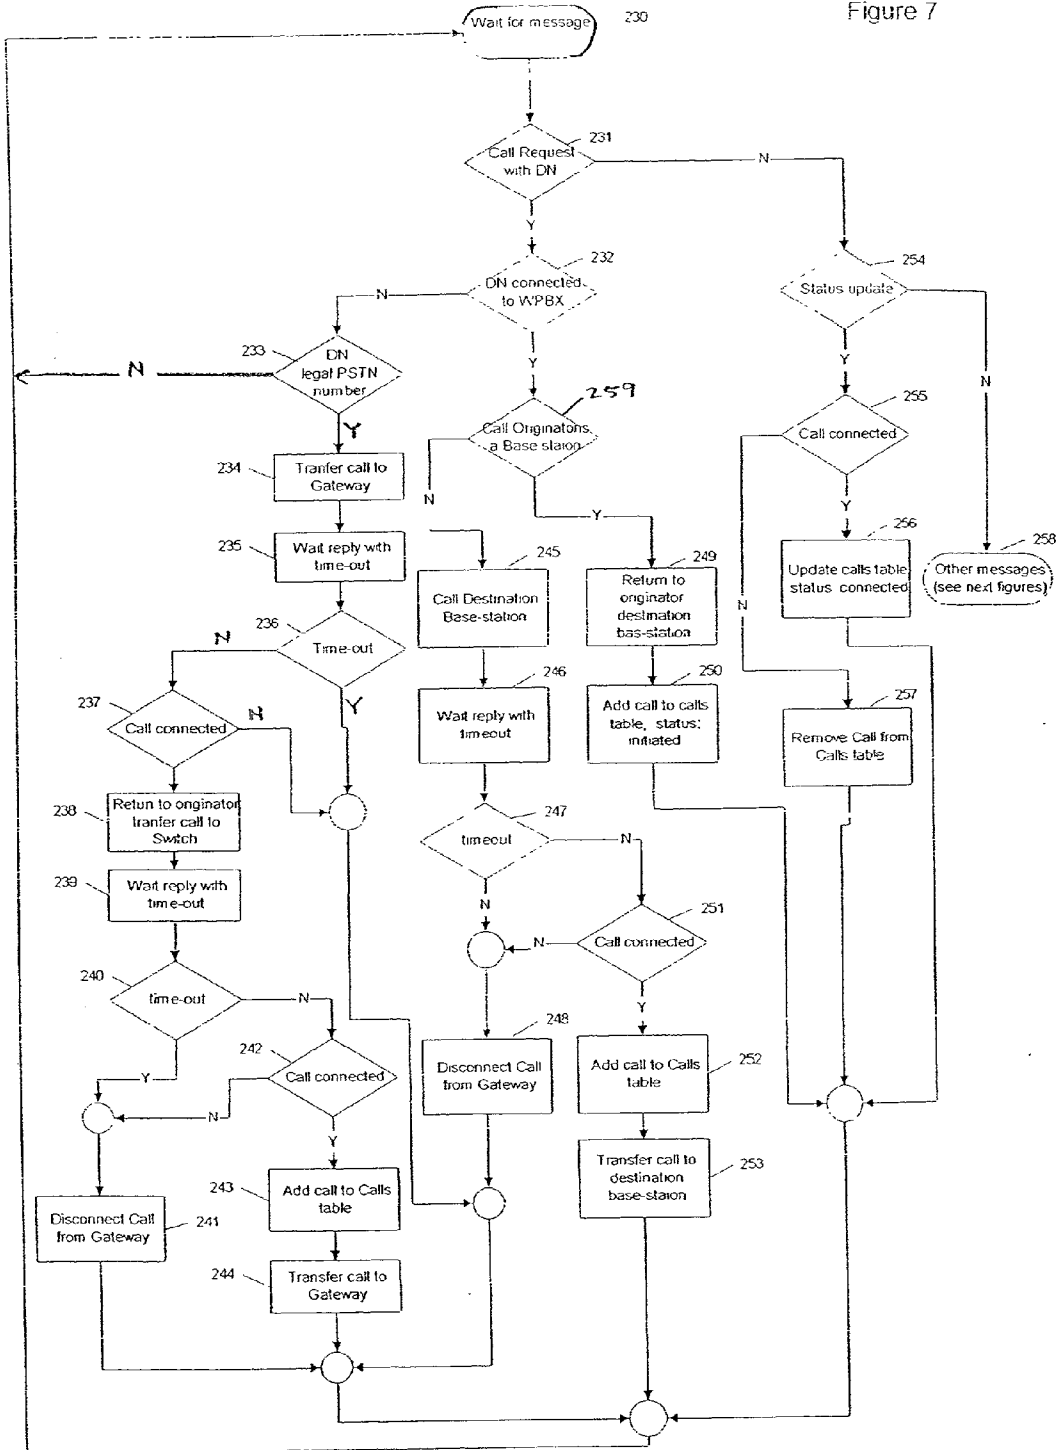 Figure 7
Wait for message
230
Call Request
with DN
231
N
Y
DN connected
to WPBX
232
N
Y
Status update
254
Y
N
DN
legal PSTN
number
233
N
Y
Call Originatons
a Base staion
259
N
Y
Call connected
255
Y
N
Tranfer call to
Gateway
234
Wait reply with
time-out
235
Call Destination
Base-station
245
Return to
originator
destination
bas-station
249
Update calls table
status connected
256
Other messages
(see next figures)
258
Time-out
236
N
Y
Wait reply with
timeout
246
Add call to calls
table, status:
initiated
250
Remove Call from
Calls table
257
Call connected
237
N
Return to originator
tranfer call to
Switch
238
timeout
247
N
N
Wait reply with
time-out
239
Call connected
251
N
Y
time-out
240
N
Y
Call connected
242
N
Y
Disconnect Call
from Gateway
248
Add call to Calls
table
252
Transfer call to
destination
base-staion
253
Add call to Calls
table
243
Disconnect Call
from Gateway
241
Transfer call to
Gateway
244